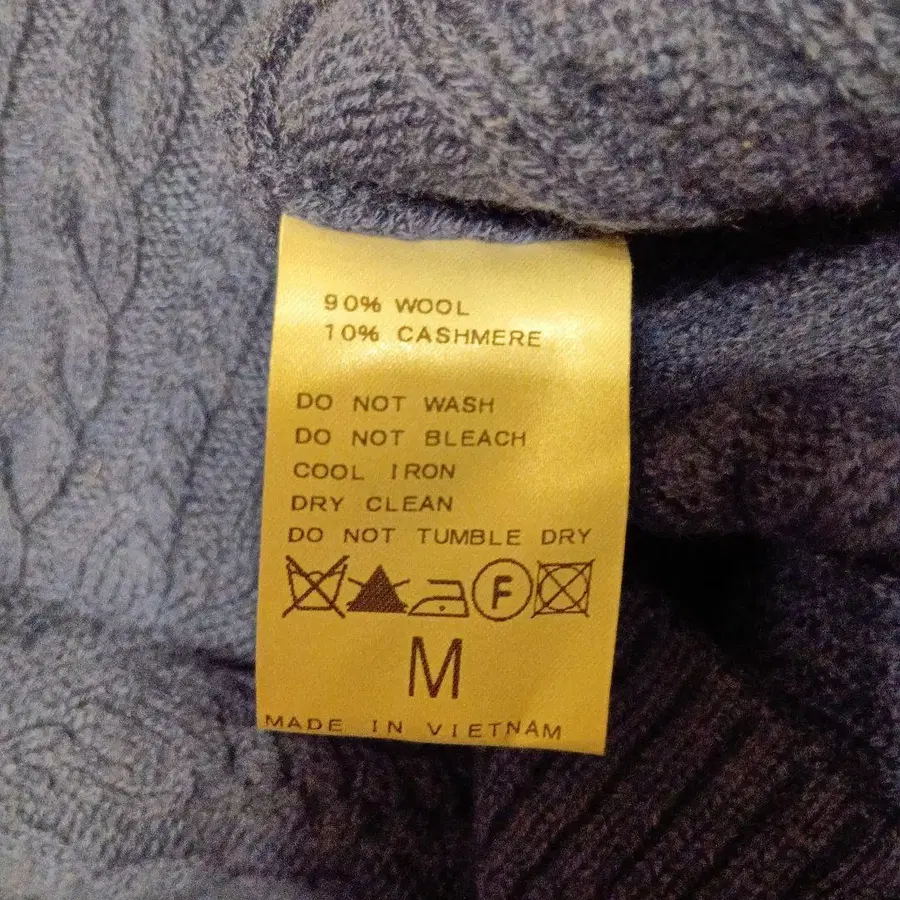 90% WOOL
10% CASHMERE
DO NOT WASH
DO NOT BLEACH
COOL IRON
DRY CLEAN
DO NOT TUMBLE DRY
F
M
MADE IN VIETNAM